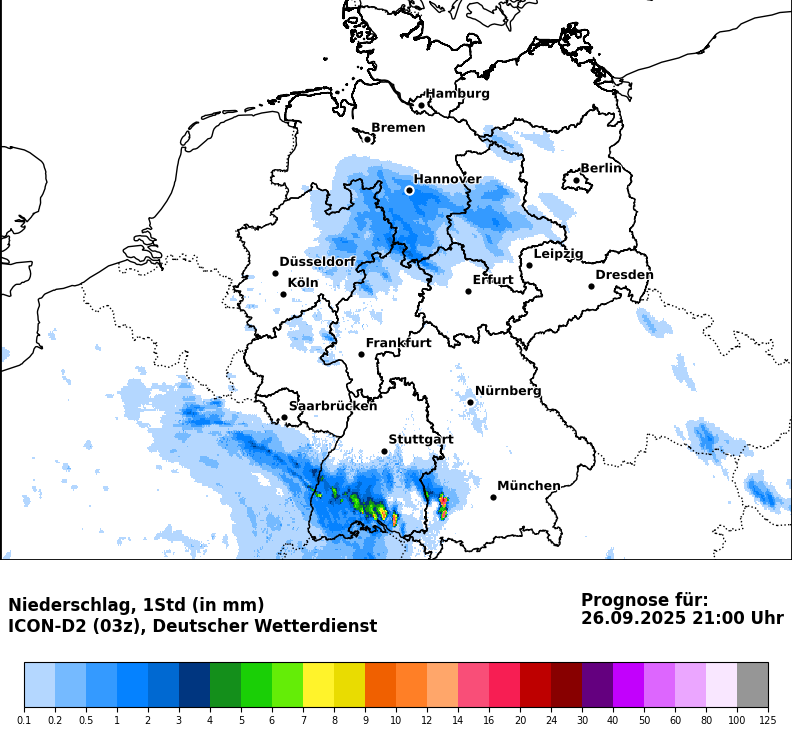 Hamburg
Bremen
Berlin
Hannover
Leipzig
Düsseldorf
Dresden
Köln
Erfurt
Frankfurt
Nürnberg
Saarbrücken
Stuttgart
München
Niederschlag, 1Std (in mm)
ICON-D2 (03z), Deutscher Wetterdienst
Prognose für:
26.09.2025 21:00 Uhr
0.1 0.2 0.5 1 2 3 4 5 6 7 8 9 10 12 14 16 20 24 30 40 50 60 80 100 125